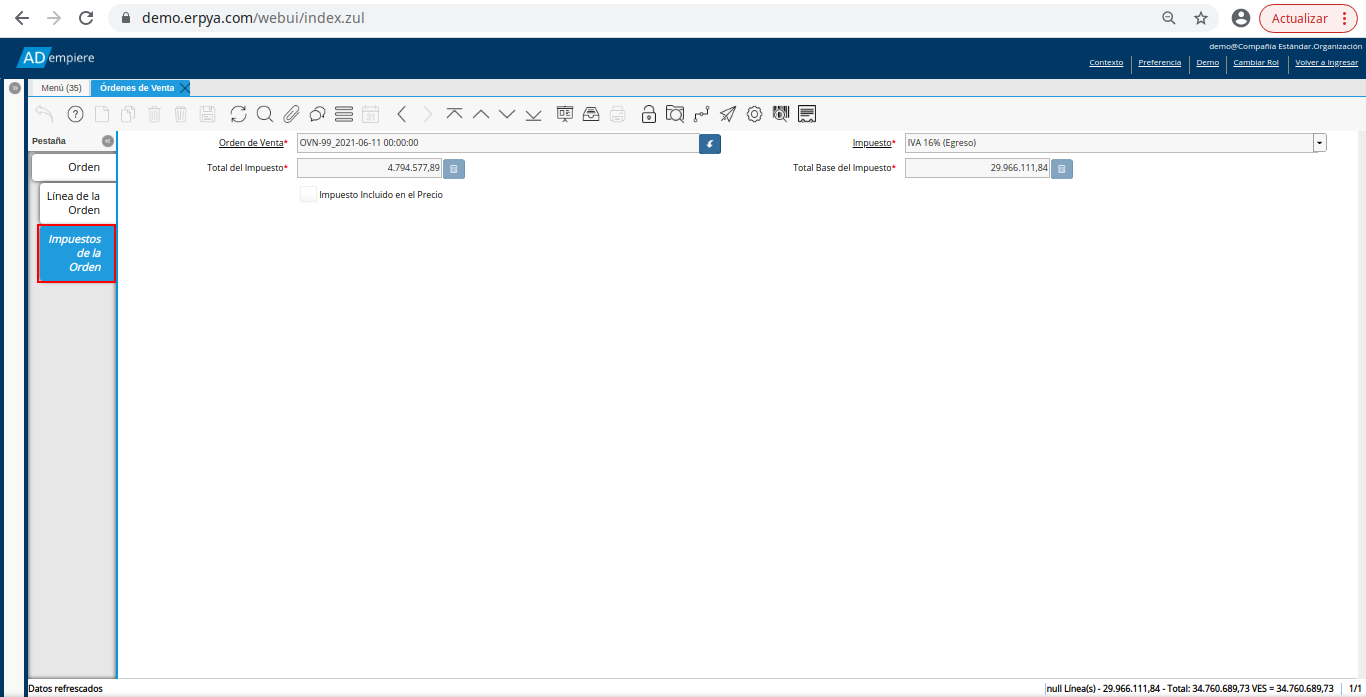 demo.erpya.com/webui/index.zul
Actualizar
ADempiere
demo@Compañía Estándar.Organización
Contexto
Preferencia
Demo
Cambiar Rol
Volver a Ingresar
Menú (35)
Órdenes de Venta
31
Pestaña
Orden
Línea de la
Orden
Impuestos
de la
Orden
Orden de Venta*
OVN-99_2021-06-11 00:00:00
Impuesto*
IVA 16% (Egreso)
Total del Impuesto*
4.794.577,89
Total Base del Impuesto*
29.966.111,84
Impuesto Incluido en el Precio
Datos refrescados
null Línea(s) - 29.966.111,84 - Total: 34.760.689,73 VES = 34.760.689,73
1/1